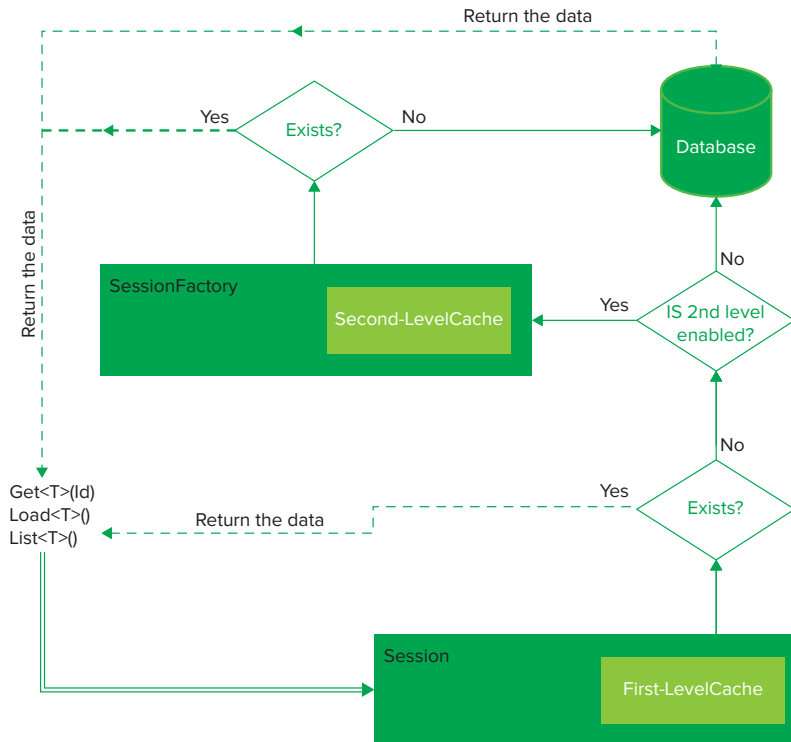 Return the data
Yes
Exists?
No
Database
Return the data
SessionFactory
Second-LevelCache
Yes
No
IS 2nd level
enabled?
No
Get<T>(Id)
Load<T>()
List<T>()
Return the data
Yes
Exists?
Session
First-LevelCache